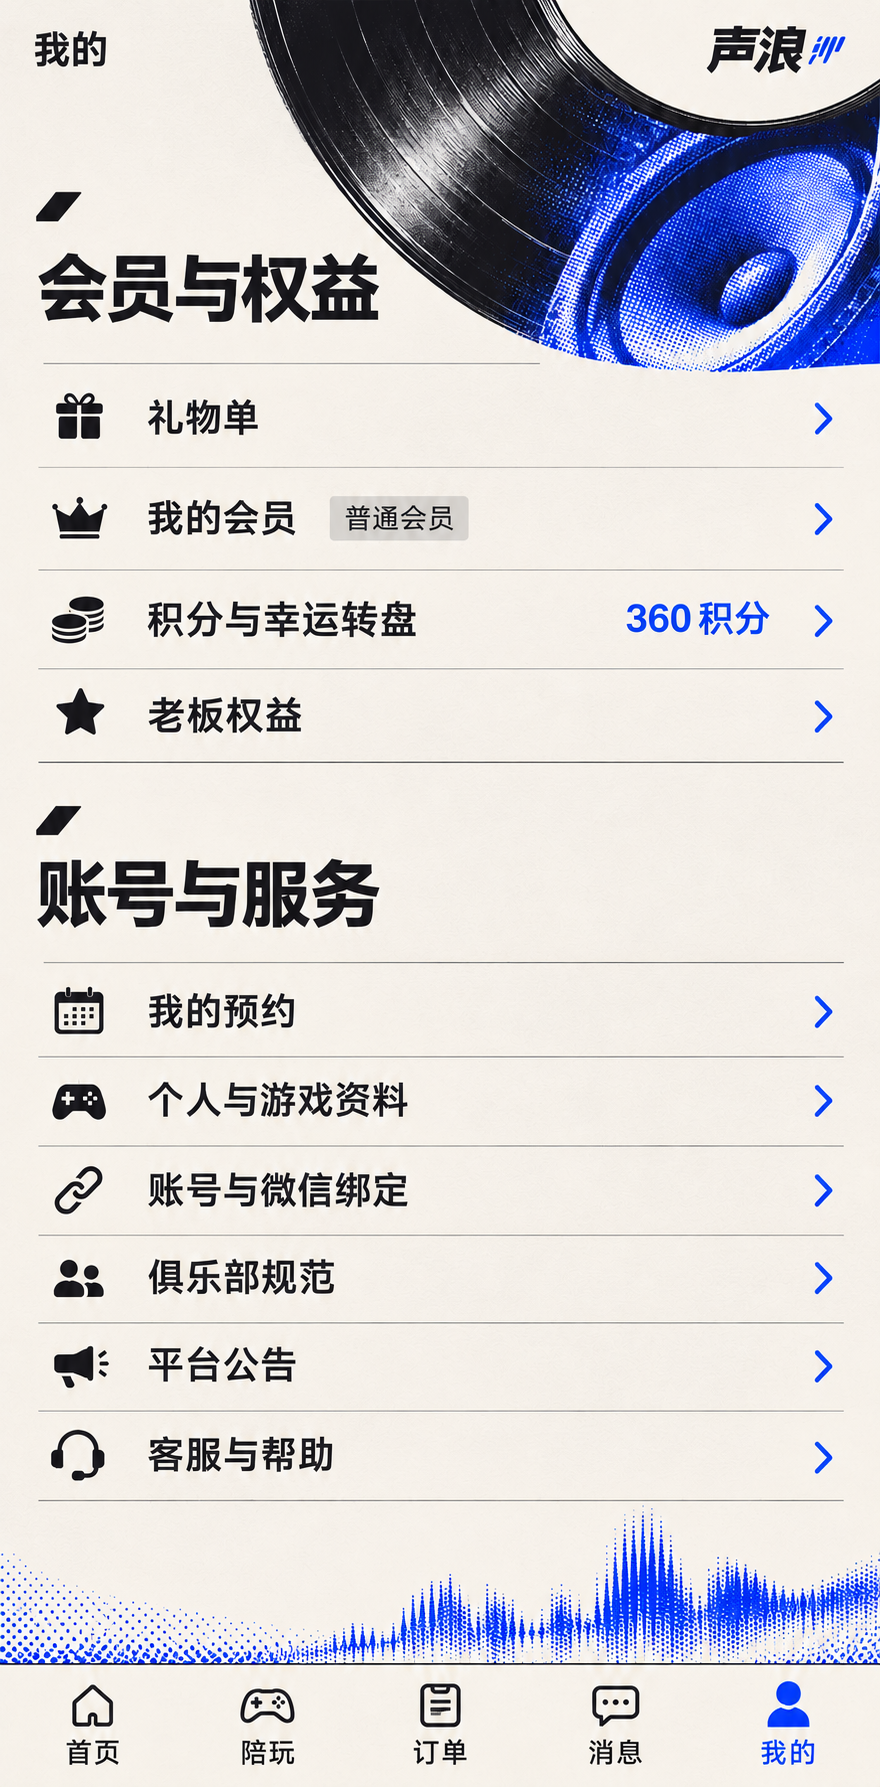 我的
声浪
会员与权益
礼物单
我的会员 普通会员
积分与幸运转盘 360 积分
老板权益
账号与服务
我的预约
个人与游戏资料
账号与微信绑定
俱乐部规范
平台公告
客服与帮助
首页 陪玩 订单 消息 我的